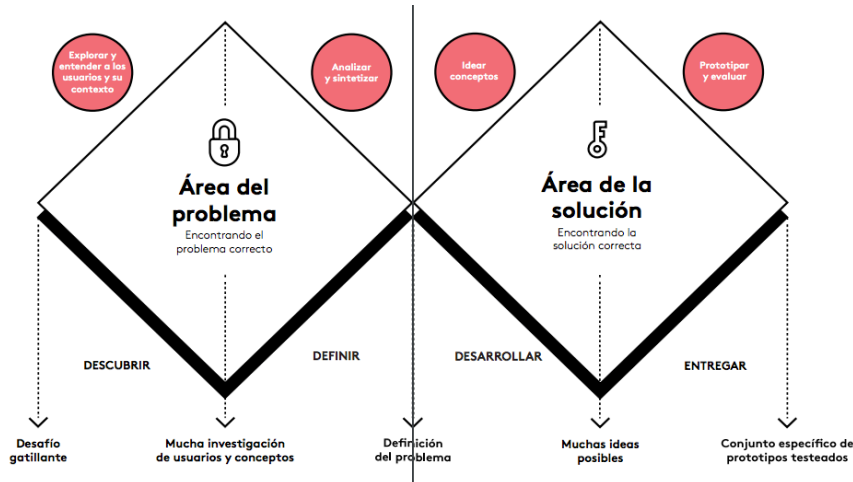 Explorar y
entender a los
usuarios y su
contexto
Analizar
y sintetizar
Idear
conceptos
Prototipar
y evaluar
Área del
problema
Encontrando el
problema correcto
Área de la
solución
Encontrando la
solución correcta
DESCUBRIR
DEFINIR
DESARROLLAR
ENTREGAR
Desafío
gatillante
Mucha investigación
de usuarios y conceptos
Definición
del problema
Muchas ideas
posibles
Conjunto específico de
prototipos testeados